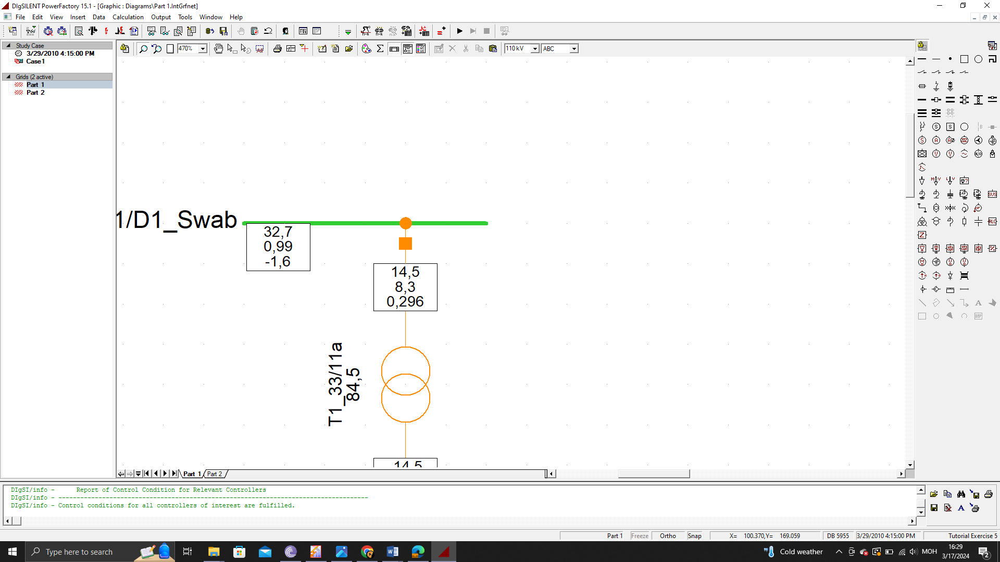 DIgSILENT PowerFactory 15.1 - [Graphic : Diagrams\Part 1.IntGrfnet]
File Edit View Insert Data Calculation Output Tools Window Help
470%
110 kV
ABC
Study Case
3/29/2010 4:15:00 PM
Case1
Grids (2 active)
Part 1
Part 2
1/D1_Swab
32,7
0,99
-1,6
14,5
8,3
0,296
T1_33/11a
84,5
14,5
Part 1 Part 2
DIgSI/info - Report of Control Condition for Relevant Controllers
DIgSI/info - --------------------------------------------------------------------------------
DIgSI/info - Control conditions for all controllers of interest are fulfilled.
Part 1 Freeze Ortho Snap X= 100.370,Y= 169.059 DB 5955 3/29/2010 4:15:00 PM Tutorial Exercise 5
Type here to search
Cold weather
MOH
16:29
3/17/2024
2